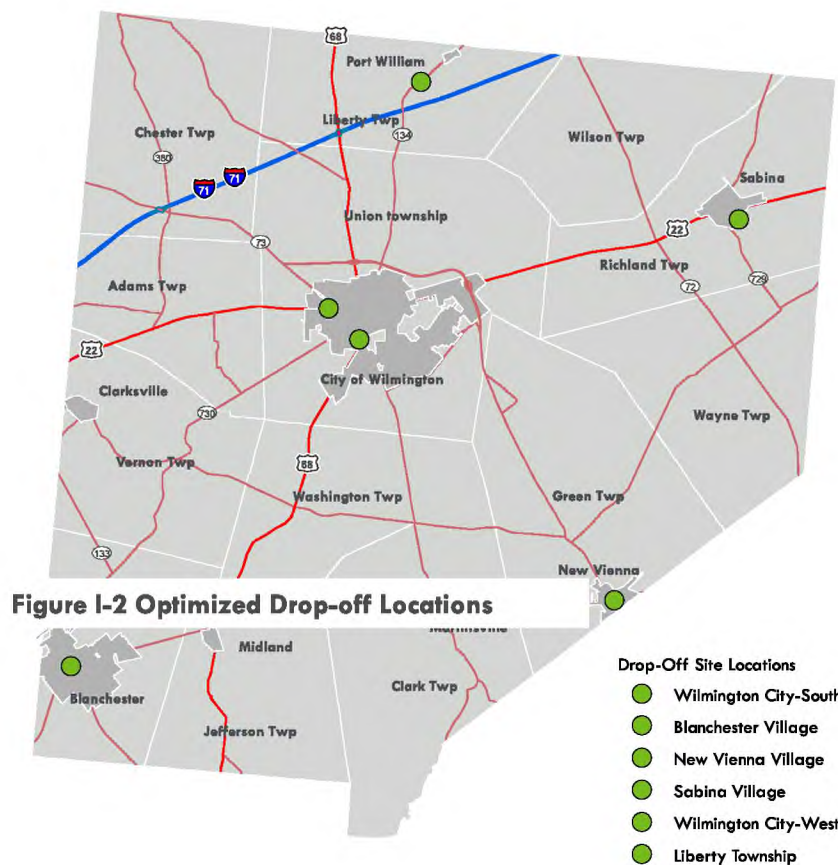 68
Port William
Liberty Twp
134
Chester Twp
380
Wilson Twp
71
71
Sabina
Union township
22
73
Richland Twp
729
Adams Twp
72
22
City of Wilmington
Clarksville
730
Wayne Twp
Vernon Twp
68
Washington Twp
Green Twp
133
New Vienna
Figure I-2 Optimized Drop-off Locations
Martinsville
Midland
Blanchester
Clark Twp
Jefferson Twp
Drop-Off Site Locations
Wilmington City-South
Blanchester Village
New Vienna Village
Sabina Village
Wilmington City-West
Liberty Township